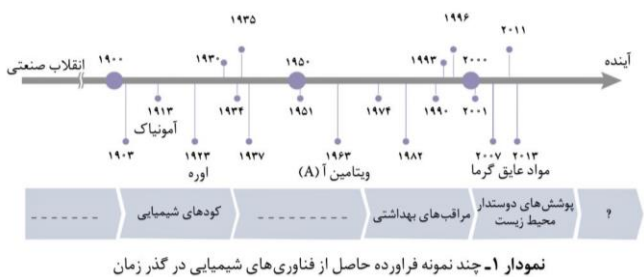 ۱۹۳۵
۱۹۹۶
۲۰۱۱
۱۹۰۰
۱۹۳۰
۱۹۵۰
۱۹۹۳
۲۰۰۰
آینده
انقلاب صنعتی
۱۹۱۳
آمونیاک
۱۹۳۴
۱۹۵۱
۱۹۷۴
۱۹۹۰
۲۰۰۱
۱۹۰۳
۱۹۲۳
اوره
۱۹۳۷
۱۹۶۳
ویتامین آ (A)
۱۹۸۲
۲۰۰۷
۲۰۱۳
مواد عایق گرما
-------
کودهای شیمیایی
---------
مراقب‌های بهداشتی
پوشش‌های دوستدار
محیط زیست
؟
نمودار ۱ـ چند نمونه فراورده حاصل از فناوری‌های شیمیایی در گذر زمان